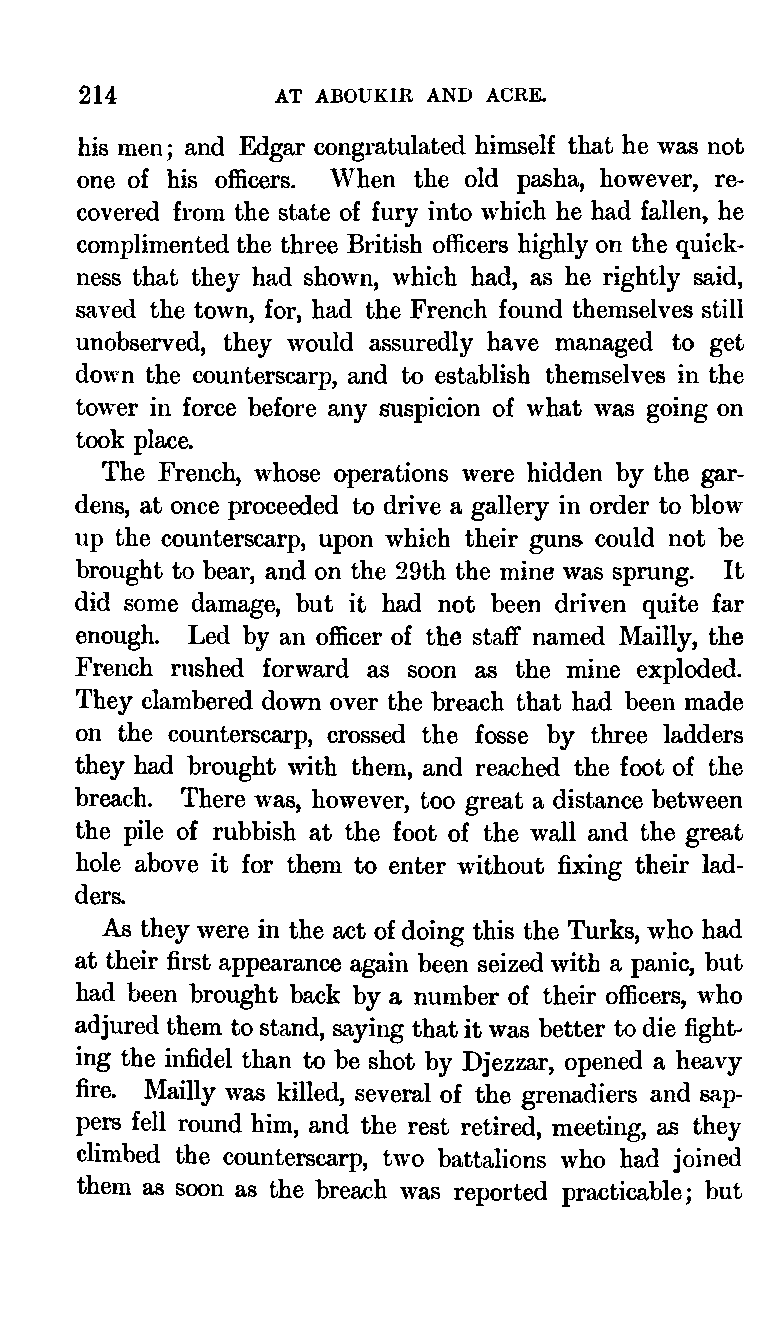 214 AT ABOUKIR AND ACRE.
his men; and Edgar congratulated himself that he was not
one of his officers. When the old pasha, however, re-
covered from the state of fury into which he had fallen, he
complimented the three British officers highly on the quick-
ness that they had shown, which had, as he rightly said,
saved the town, for, had the French found themselves still
unobserved, they would assuredly have managed to get
down the counterscarp, and to establish themselves in the
tower in force before any suspicion of what was going on
took place.
The French, whose operations were hidden by the gar-
dens, at once proceeded to drive a gallery in order to blow
up the counterscarp, upon which their guns could not be
brought to bear, and on the 29th the mine was sprung. It
did some damage, but it had not been driven quite far
enough. Led by an officer of the staff named Mailly, the
French rushed forward as soon as the mine exploded.
They clambered down over the breach that had been made
on the counterscarp, crossed the fosse by three ladders
they had brought with them, and reached the foot of the
breach. There was, however, too great a distance between
the pile of rubbish at the foot of the wall and the great
hole above it for them to enter without fixing their lad-
ders.
As they were in the act of doing this the Turks, who had
at their first appearance again been seized with a panic, but
had been brought back by a number of their officers, who
adjured them to stand, saying that it was better to die fight-
ing the infidel than to be shot by Djezzar, opened a heavy
fire. Mailly was killed, several of the grenadiers and sap-
pers fell round him, and the rest retired, meeting, as they
climbed the counterscarp, two battalions who had joined
them as soon as the breach was reported practicable; but